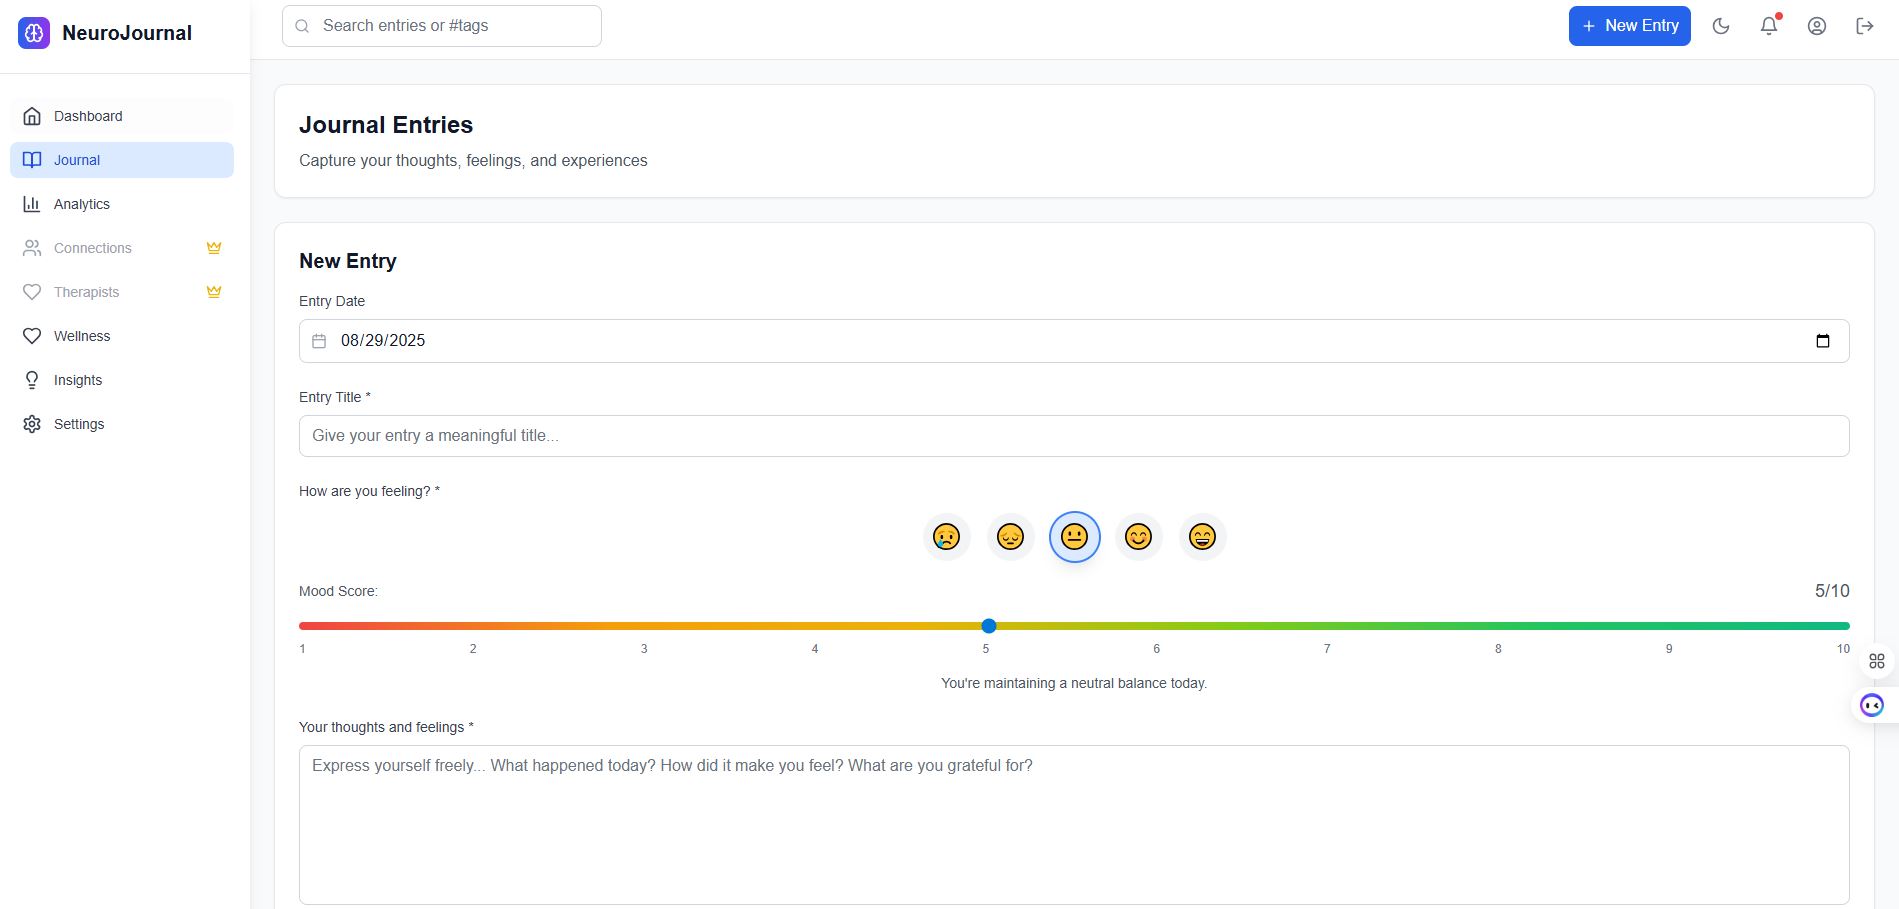 NeuroJournal
Search entries or #tags
+ New Entry
Dashboard
Journal
Analytics
Connections
Therapists
Wellness
Insights
Settings
Journal Entries
Capture your thoughts, feelings, and experiences
New Entry
Entry Date
08/29/2025
Entry Title *
Give your entry a meaningful title...
How are you feeling? *
Mood Score:
5/10
1 2 3 4 5 6 7 8 9 10
You're maintaining a neutral balance today.
Your thoughts and feelings *
Express yourself freely... What happened today? How did it make you feel? What are you grateful for?